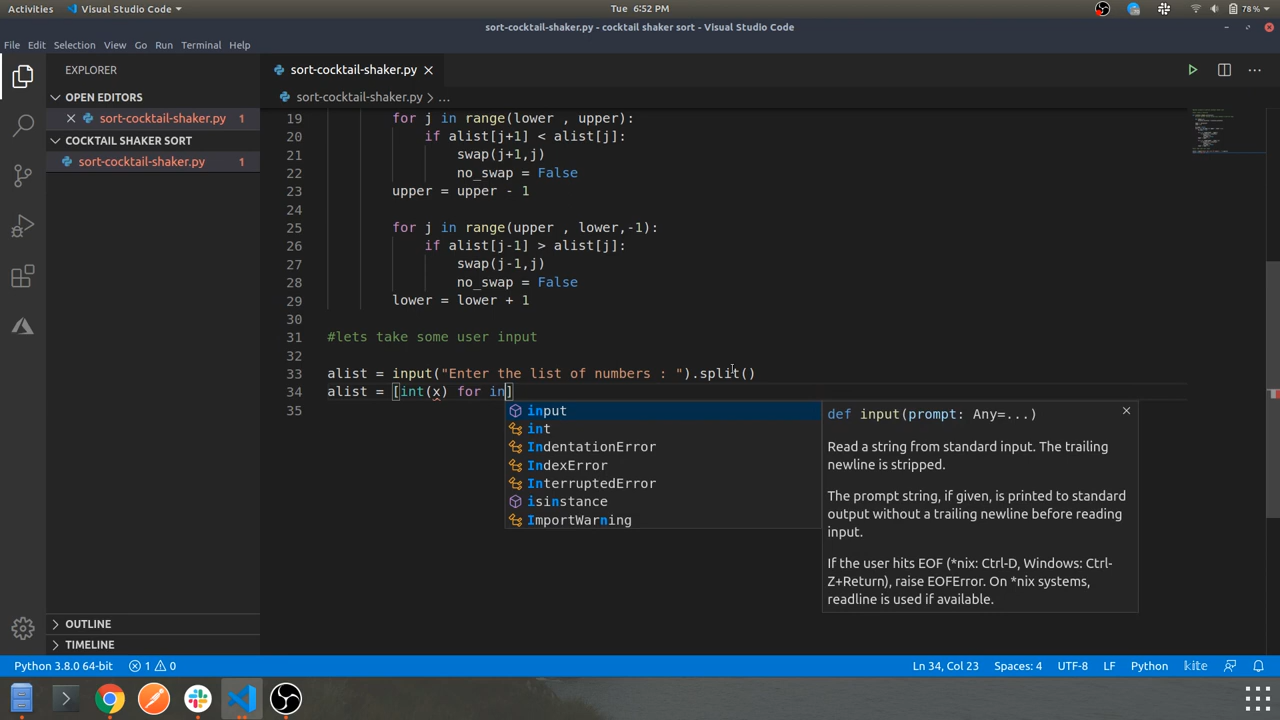 Activities
Visual Studio Code
Tue 6:52 PM
78%
sort-cocktail-shaker.py - cocktail shaker sort - Visual Studio Code
File Edit Selection View Go Run Terminal Help
EXPLORER
OPEN EDITORS
sort-cocktail-shaker.py 1
COCKTAIL SHAKER SORT
sort-cocktail-shaker.py 1
OUTLINE
TIMELINE
sort-cocktail-shaker.py
sort-cocktail-shaker.py > ...
19 for j in range(lower , upper):
20 if alist[j+1] < alist[j]:
21 swap(j+1,j)
22 no_swap = False
23 upper = upper - 1
24
25 for j in range(upper , lower,-1):
26 if alist[j-1] > alist[j]:
27 swap(j-1,j)
28 no_swap = False
29 lower = lower + 1
30
31 #lets take some user input
32
33 alist = input("Enter the list of numbers : ").split()
34 alist = [int(x) for in]
35
input
int
IndentationError
IndexError
InterruptedError
isinstance
ImportWarning
def input(prompt: Any=...)
Read a string from standard input. The trailing
newline is stripped.
The prompt string, if given, is printed to standard
output without a trailing newline before reading
input.
If the user hits EOF (*nix: Ctrl-D, Windows: Ctrl-
Z+Return), raise EOFError. On *nix systems,
readline is used if available.
Python 3.8.0 64-bit
1 0
Ln 34, Col 23
Spaces: 4
UTF-8
LF
Python
kite